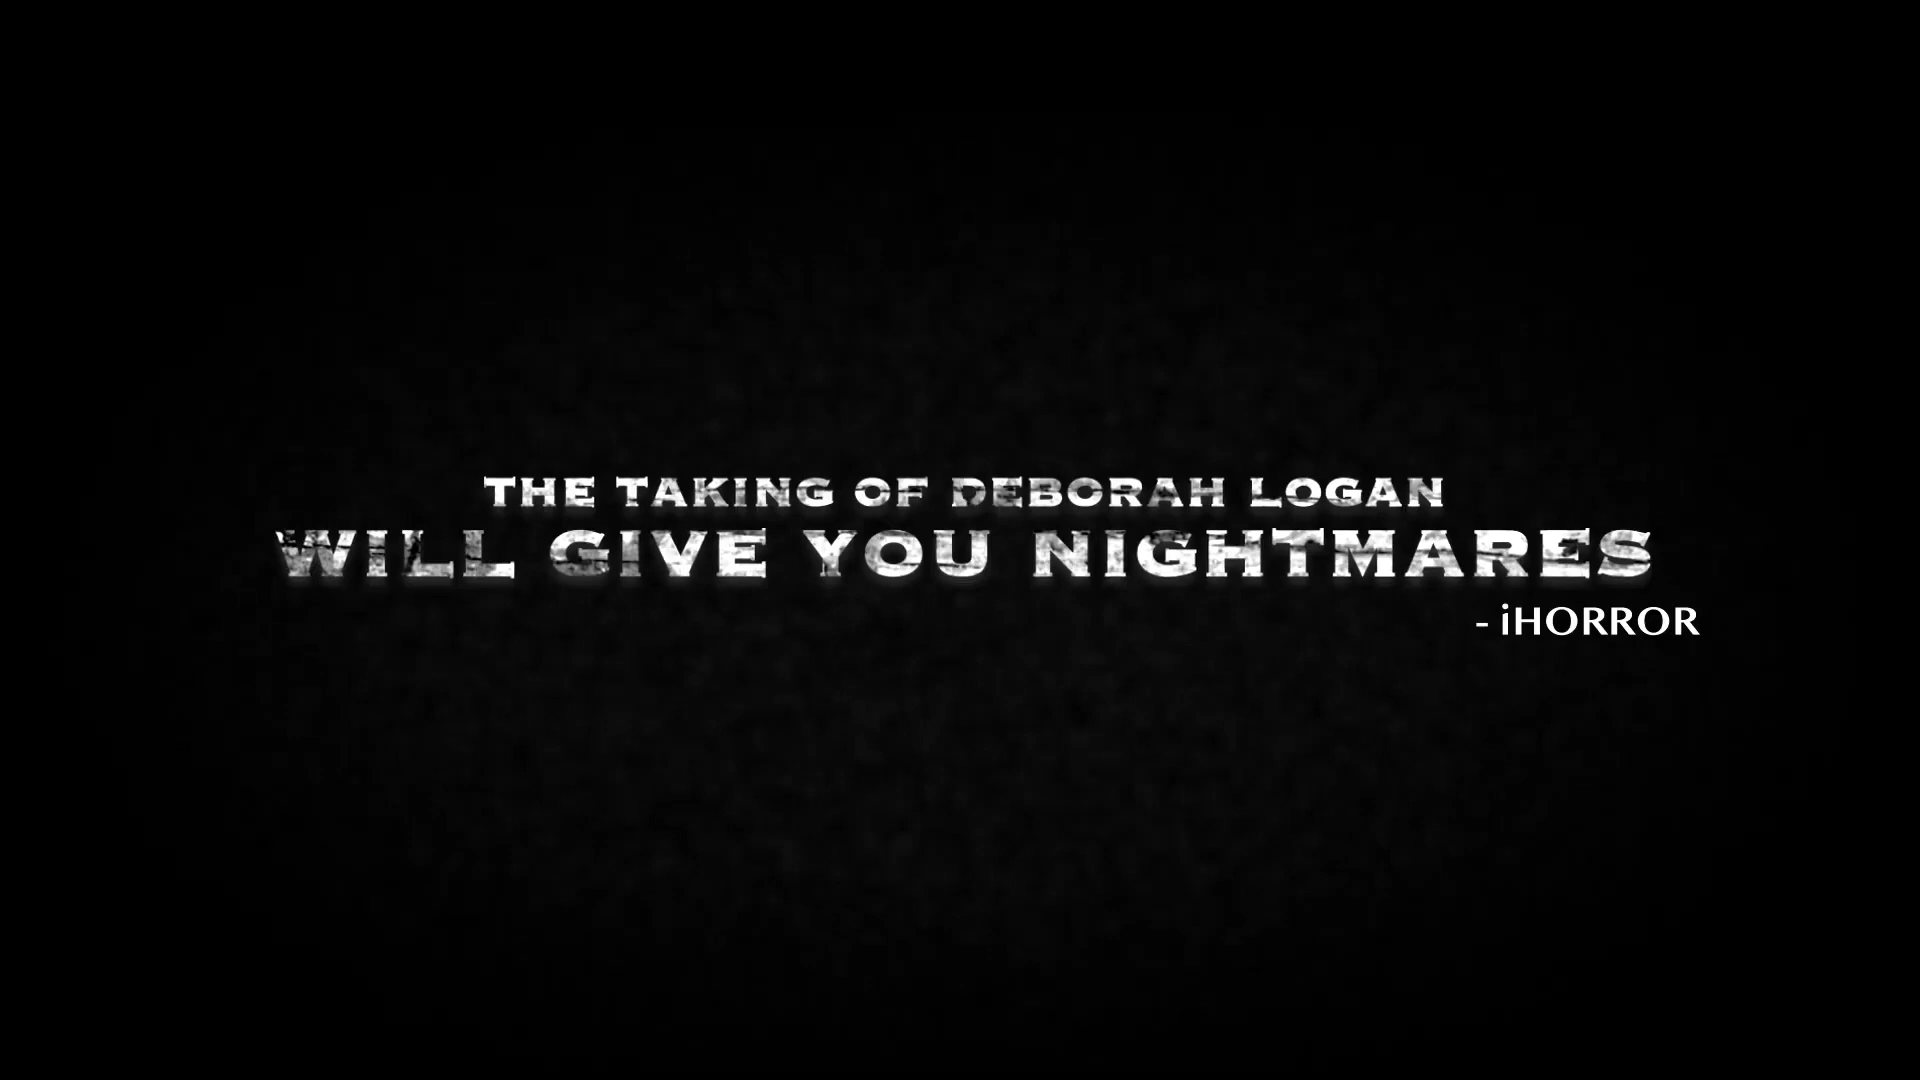 THE TAKING OF DEBORAH LOGAN
WILL GIVE YOU NIGHTMARES
- iHORROR